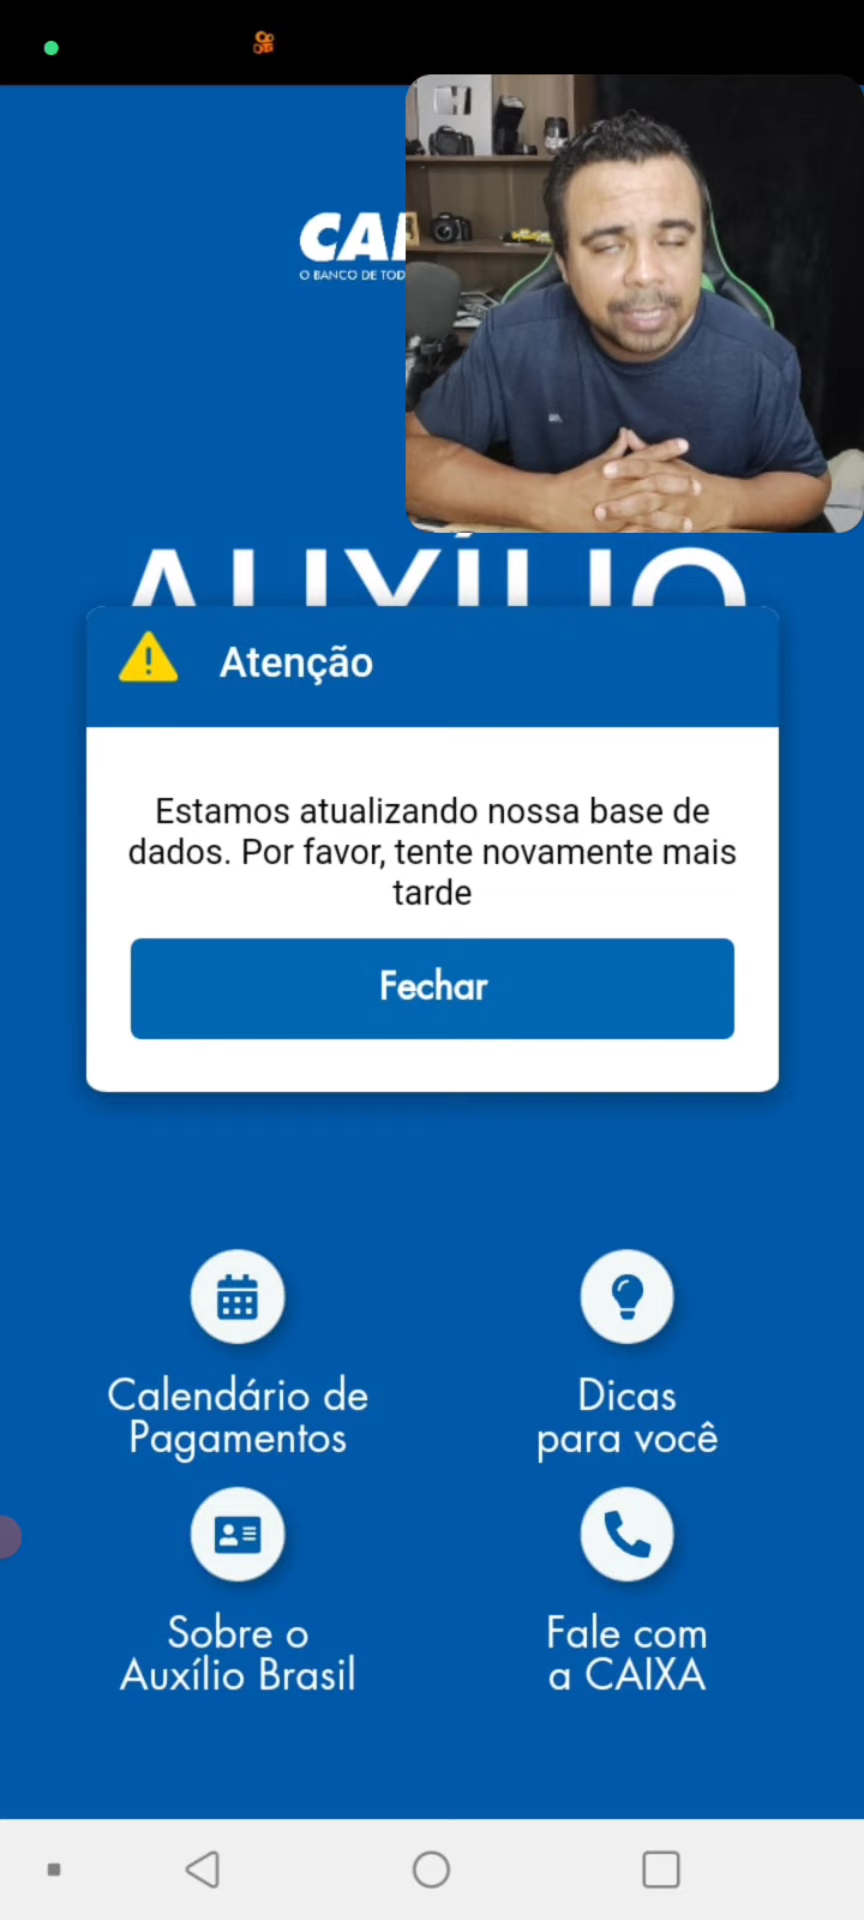 O BANCO DE TOD
AUXÍLIO
Atenção
Estamos atualizando nossa base de
dados. Por favor, tente novamente mais
tarde
Fechar
Calendário de
Pagamentos
Dicas
para você
Sobre o
Auxílio Brasil
Fale com
a CAIXA